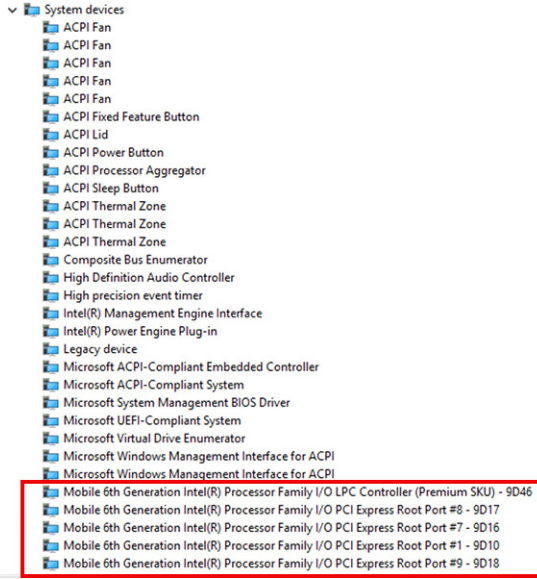 System devices
ACPI Fan
ACPI Fan
ACPI Fan
ACPI Fan
ACPI Fan
ACPI Fixed Feature Button
ACPI Lid
ACPI Power Button
ACPI Processor Aggregator
ACPI Sleep Button
ACPI Thermal Zone
ACPI Thermal Zone
ACPI Thermal Zone
Composite Bus Enumerator
High Definition Audio Controller
High precision event timer
Intel(R) Management Engine Interface
Intel(R) Power Engine Plug-in
Legacy device
Microsoft ACPI-Compliant Embedded Controller
Microsoft ACPI-Compliant System
Microsoft System Management BIOS Driver
Microsoft UEFI-Compliant System
Microsoft Virtual Drive Enumerator
Microsoft Windows Management Interface for ACPI
Microsoft Windows Management Interface for ACPI
Mobile 6th Generation Intel(R) Processor Family I/O LPC Controller (Premium SKU) - 9D46
Mobile 6th Generation Intel(R) Processor Family I/O PCI Express Root Port #8 - 9D17
Mobile 6th Generation Intel(R) Processor Family I/O PCI Express Root Port #7 - 9D16
Mobile 6th Generation Intel(R) Processor Family I/O PCI Express Root Port #1 - 9D10
Mobile 6th Generation Intel(R) Processor Family I/O PCI Express Root Port #9 - 9D18